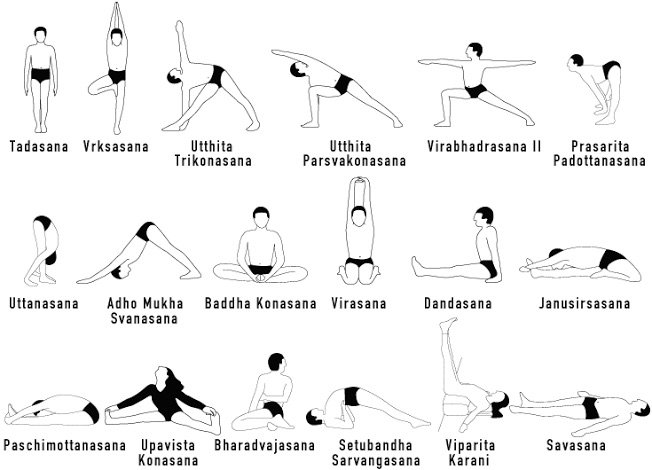 Tadasana
Vrksasana
Utthita
Trikonasana
Utthita
Parsvakonasana
Virabhadrasana II
Prasarita
Padottanasana
Uttanasana
Adho Mukha
Svanasana
Baddha Konasana
Virasana
Dandasana
Janusirsasana
Paschimottanasana
Upavista
Konasana
Bharadvajasana
Setubandha
Sarvangasana
Viparita
Karani
Savasana